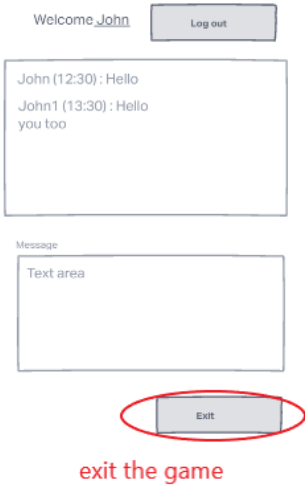 Welcome John
Log out
John (12:30) : Hello
John1 (13:30) : Hello
you too
Message
Text area
Exit
exit the game